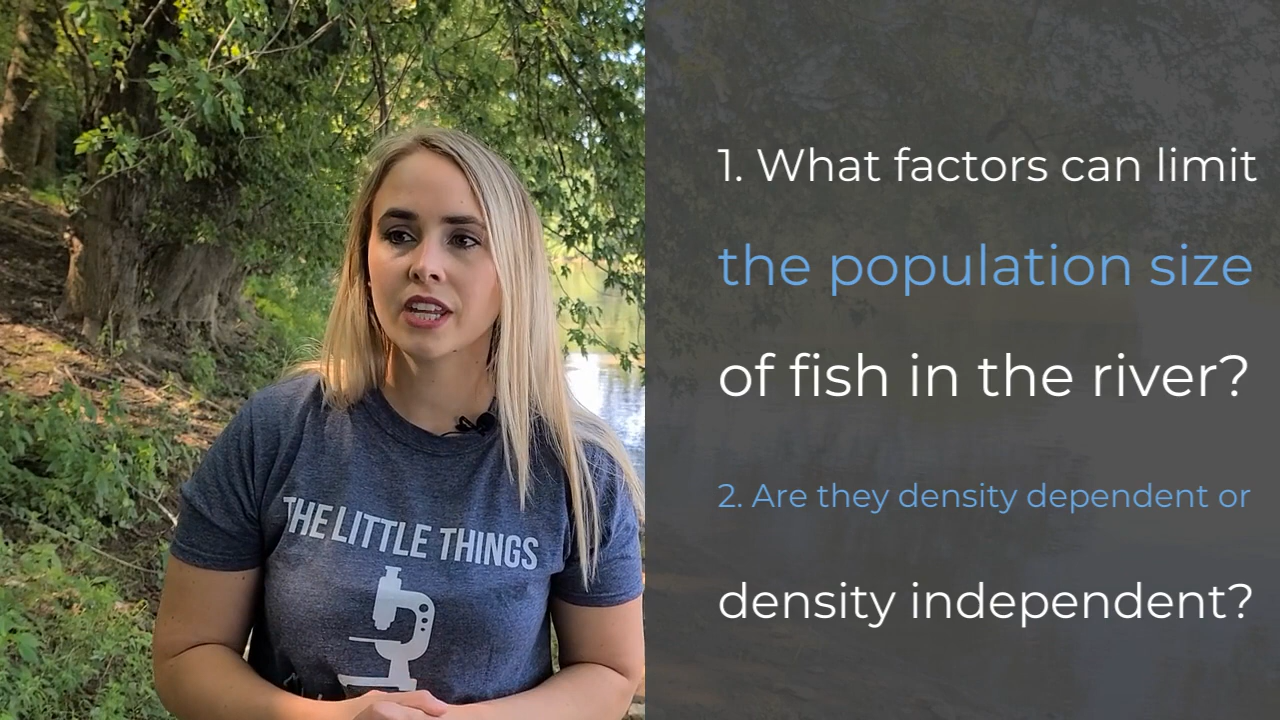 1. What factors can limit
the population size
of fish in the river?
2. Are they density dependent or
density independent?
THE LITTLE THINGS